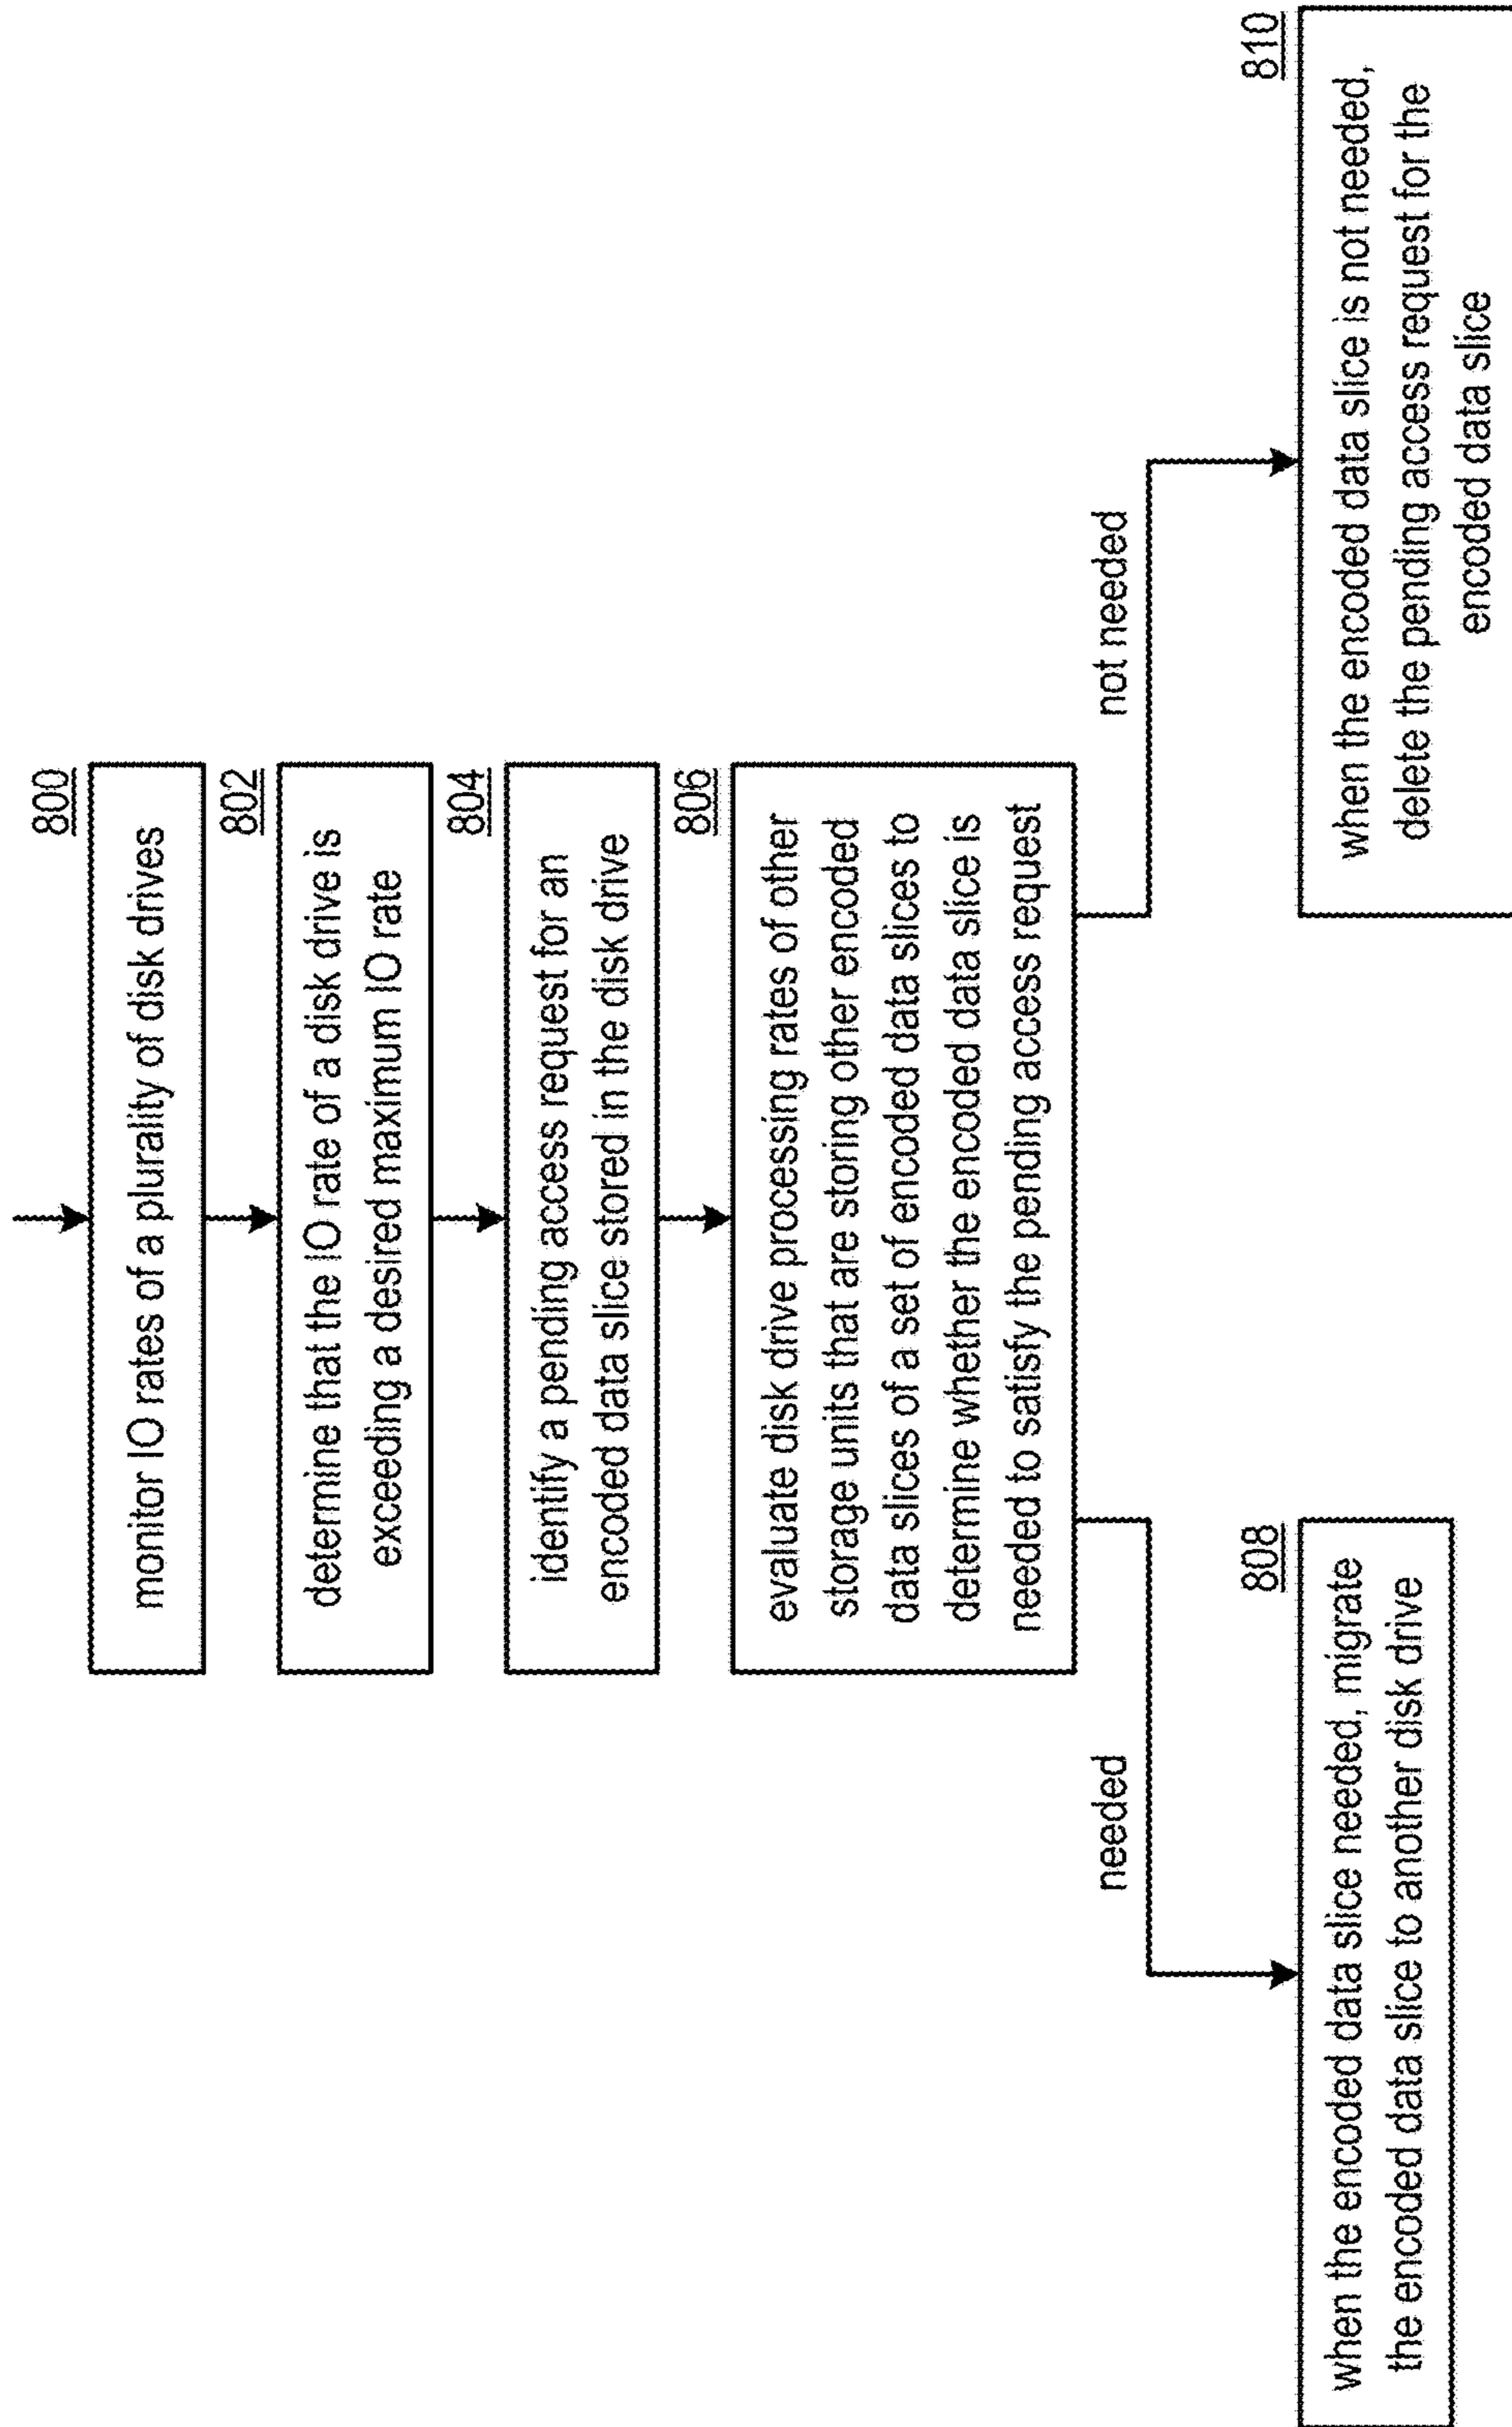 800
monitor IO rates of a plurality of disk drives
802
determine that the IO rate of a disk drive is
exceeding a desired maximum IO rate
804
identify a pending access request for an
encoded data slice stored in the disk drive
806
evaluate disk drive processing rates of other
storage units that are storing other encoded
data slices of a set of encoded data slices to
determine whether the encoded data slice is
needed to satisfy the pending access request
needed
not needed
808
when the encoded data slice needed, migrate
the encoded data slice to another disk drive
810
when the encoded data slice is not needed,
delete the pending access request for the
encoded data slice